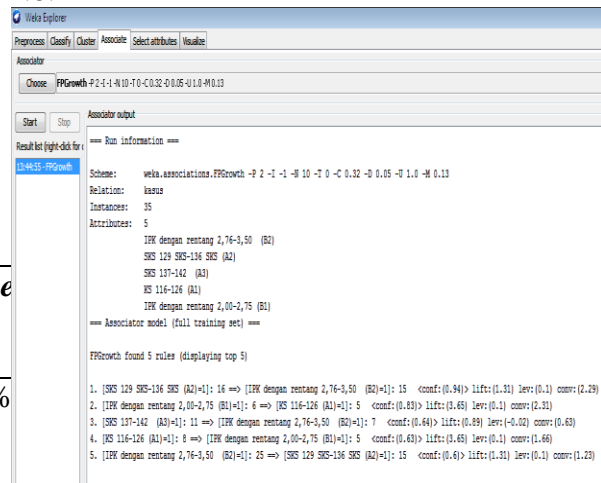 Weka Explorer
Preprocess Classify Cluster Associate Select attributes Visualize
Associator
Choose FPGrowth -P 2 -I -1 -N 10 -T 0 -C 0.32 -D 0.05 -U 1.0 -M 0.13
Start Stop
Associator output
Result list (right-click for
13:44:55 - FPGrowth
=== Run information ===
Scheme: weka.associations.FPGrowth -P 2 -I -1 -N 10 -T 0 -C 0.32 -D 0.05 -U 1.0 -M 0.13
Relation: kasus
Instances: 35
Attributes: 5
IPK dengan rentang 2,76-3,50 (B2)
SKS 129 SKS-136 SKS (A2)
SKS 137-142 (A3)
KS 116-126 (A1)
IPK dengan rentang 2,00-2,75 (B1)
=== Associator model (full training set) ===
FPGrowth found 5 rules (displaying top 5)
1. [SKS 129 SKS-136 SKS (A2)=1]: 16 ==> [IPK dengan rentang 2,76-3,50 (B2)=1]: 15 <conf:(0.94)> lift:(1.31) lev:(0.1) conv:(2.29)
2. [IPK dengan rentang 2,00-2,75 (B1)=1]: 6 ==> [KS 116-126 (A1)=1]: 5 <conf:(0.83)> lift:(3.65) lev:(0.1) conv:(2.31)
3. [SKS 137-142 (A3)=1]: 11 ==> [IPK dengan rentang 2,76-3,50 (B2)=1]: 7 <conf:(0.64)> lift:(0.89) lev:(-0.02) conv:(0.63)
4. [KS 116-126 (A1)=1]: 8 ==> [IPK dengan rentang 2,00-2,75 (B1)=1]: 5 <conf:(0.63)> lift:(3.65) lev:(0.1) conv:(1.66)
5. [IPK dengan rentang 2,76-3,50 (B2)=1]: 25 ==> [SKS 129 SKS-136 SKS (A2)=1]: 15 <conf:(0.6)> lift:(1.31) lev:(0.1) conv:(1.23)
e
%